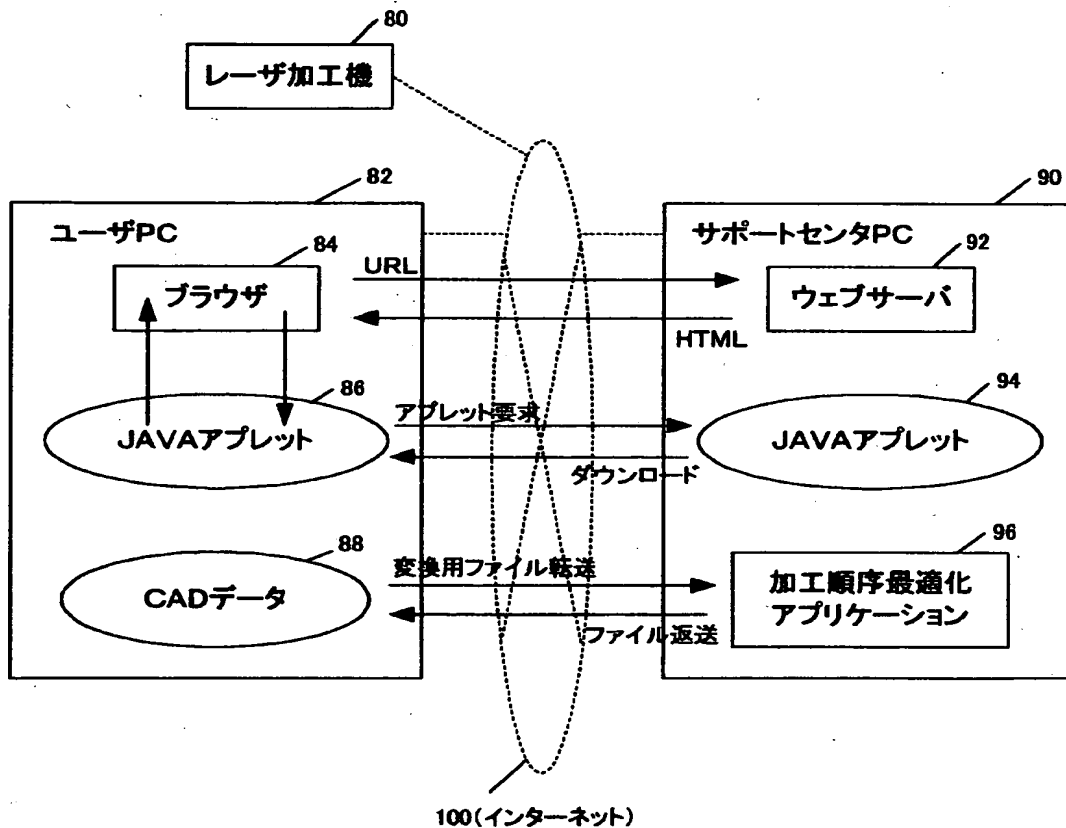 80
レーザ加工機
82
90
ユーザPC
サポートセンタPC
84
92
ブラウザ
URL
ウェブサーバ
HTML
86
94
アプレット要求
JAVAアプレット
JAVAアプレット
ダウンロード
88
96
変換用ファイル転送
CADデータ
加工順序最適化
アプリケーション
ファイル返送
100(インターネット)